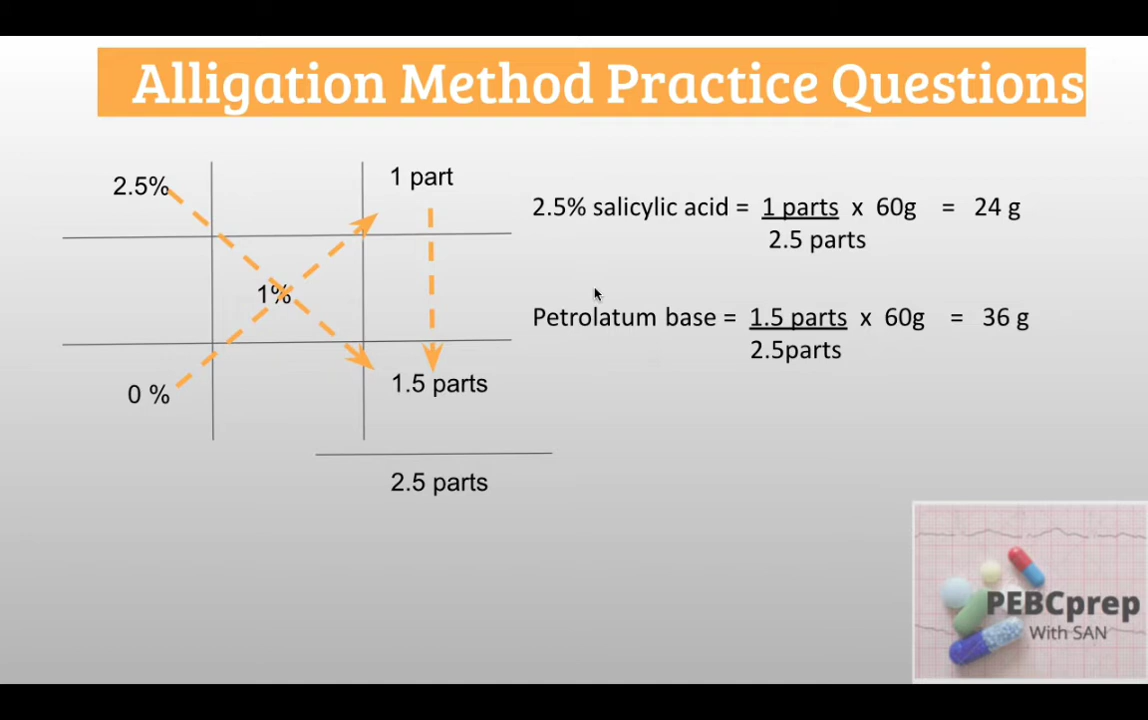 Alligation Method Practice Questions
2.5%
1 part
1%
0 %
1.5 parts
2.5 parts
2.5% salicylic acid = 1 parts x 60g = 24 g
2.5 parts
Petrolatum base = 1.5 parts x 60g = 36 g
2.5parts
PEBCprep
With SAN